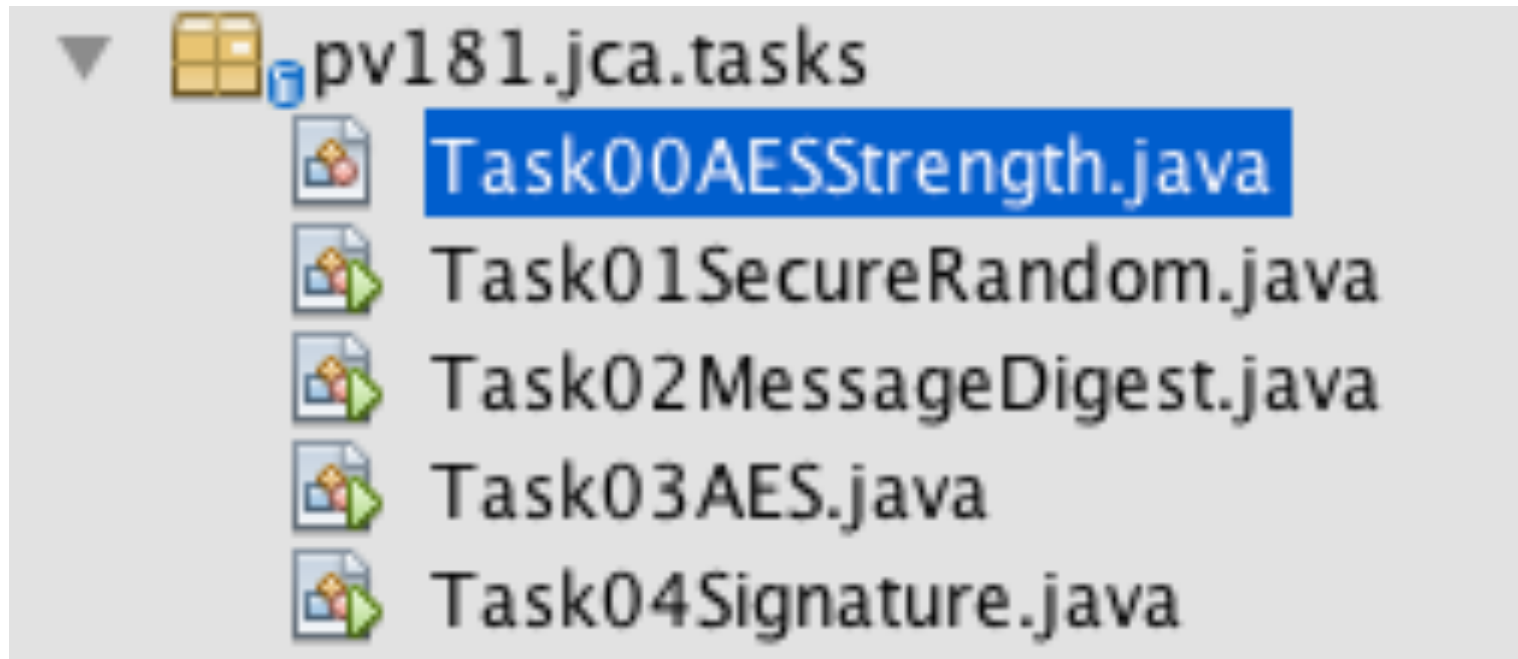 pv181.jca.tasks
Task00AESStrength.java
Task01SecureRandom.java
Task02MessageDigest.java
Task03AES.java
Task04Signature.java